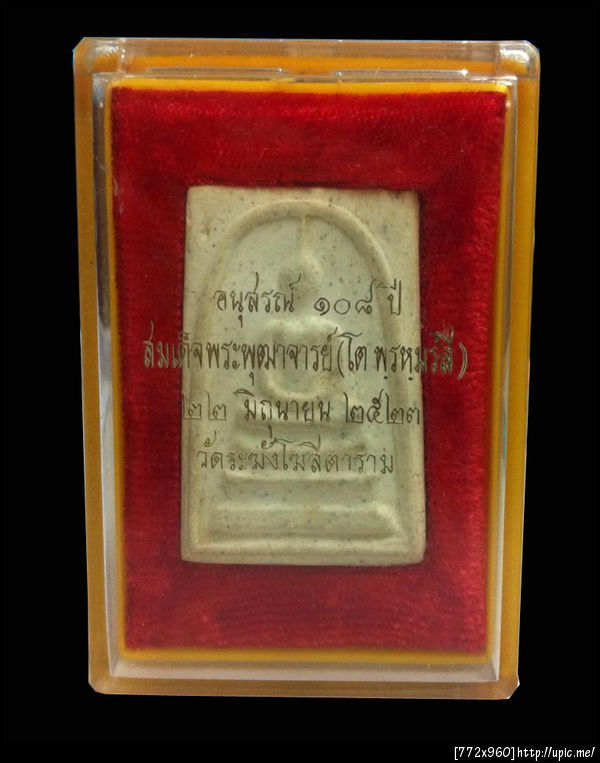 อนุสรณ์ ๑๐๘ ปี
สมเด็จพระพุฒาจารย์(โต พฺรหฺมรํสี)
๒๒ มิถุนายน ๒๕๒๓
วัดระฆังโฆสิตาราม
[772x960]http://upic.me/